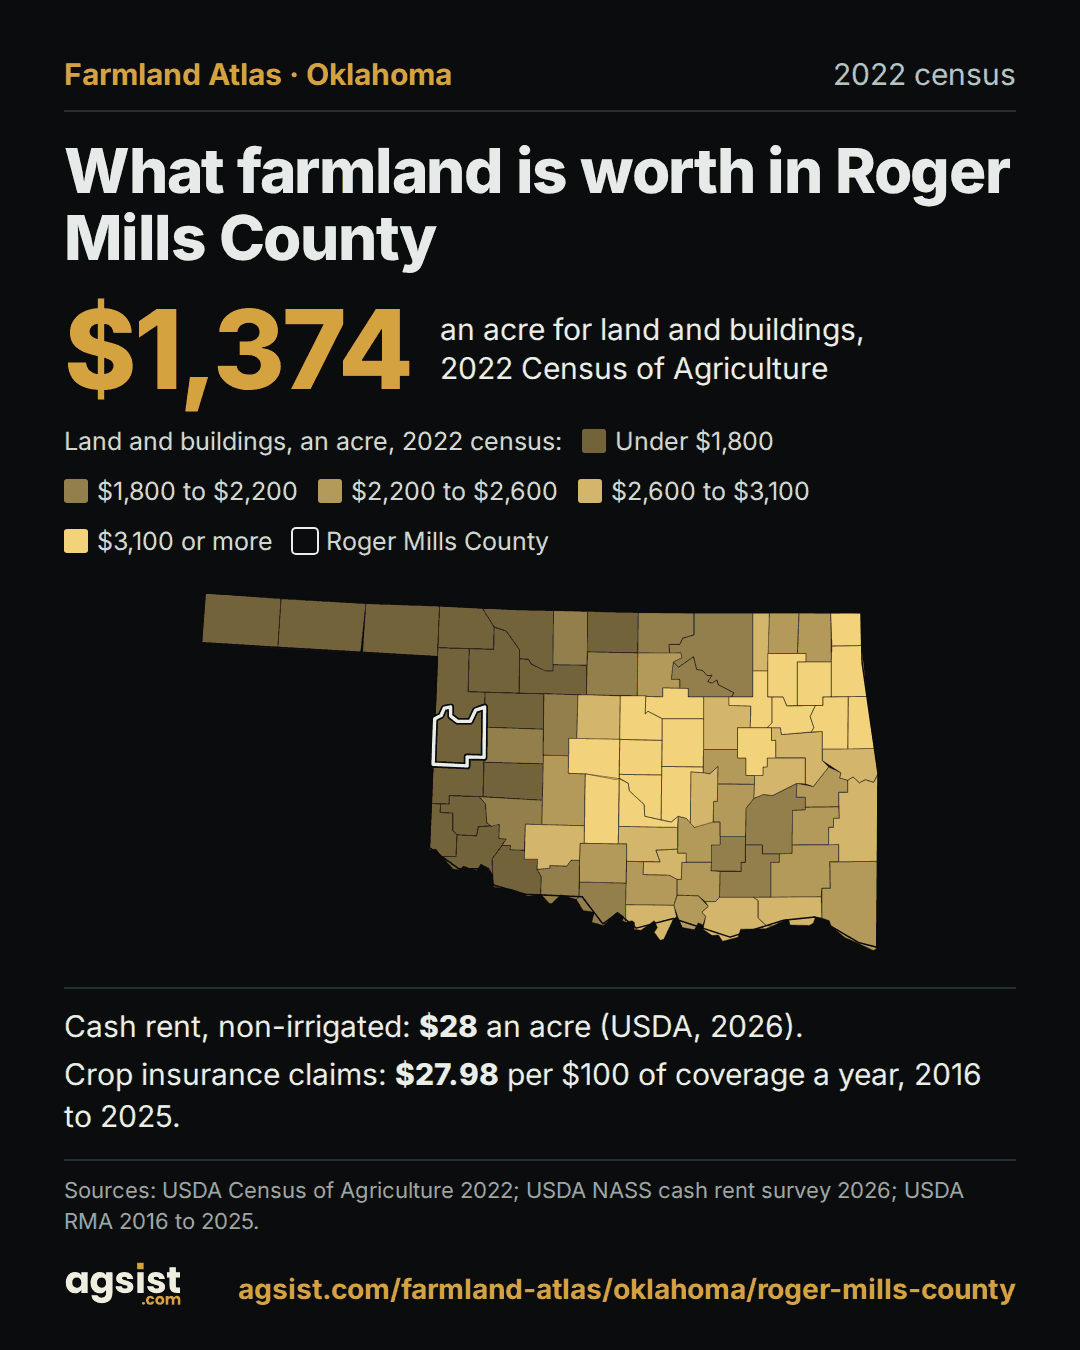 Farmland Atlas · Oklahoma
2022 census
What farmland is worth in Roger
Mills County
$1,374
an acre for land and buildings,
2022 Census of Agriculture
Land and buildings, an acre, 2022 census: Under $1,800
$1,800 to $2,200 $2,200 to $2,600 $2,600 to $3,100
$3,100 or more Roger Mills County
Cash rent, non-irrigated: $28 an acre (USDA, 2026).
Crop insurance claims: $27.98 per $100 of coverage a year, 2016
to 2025.
Sources: USDA Census of Agriculture 2022; USDA NASS cash rent survey 2026; USDA
RMA 2016 to 2025.
agsist
.com
agsist.com/farmland-atlas/oklahoma/roger-mills-county